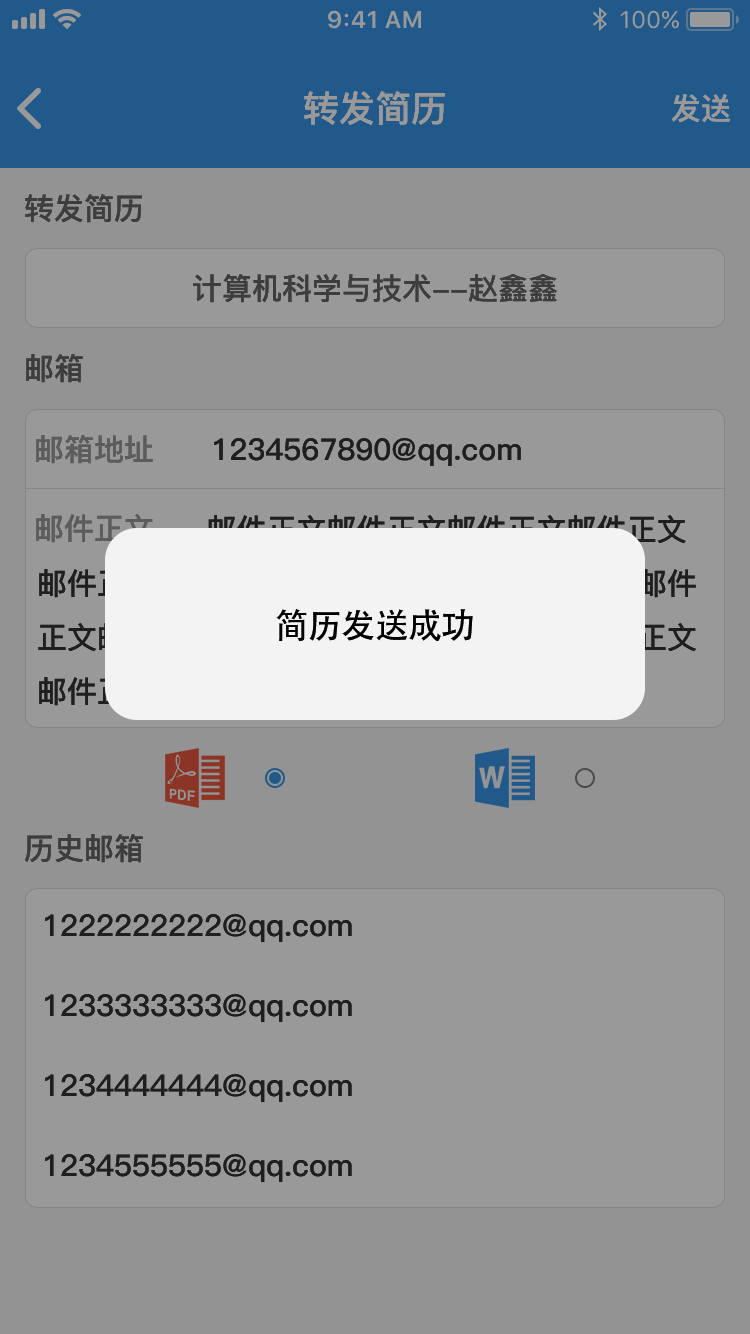 9:41 AM
100%
转发简历
发送
转发简历
计算机科学与技术--赵鑫鑫
邮箱
邮箱地址 1234567890@qq.com
邮件正文 邮件正文邮件正文邮件正文邮件正文
邮件正 邮件
正文邮 正文
邮件正
简历发送成功
PDF
W
历史邮箱
1222222222@qq.com
1233333333@qq.com
1234444444@qq.com
1234555555@qq.com